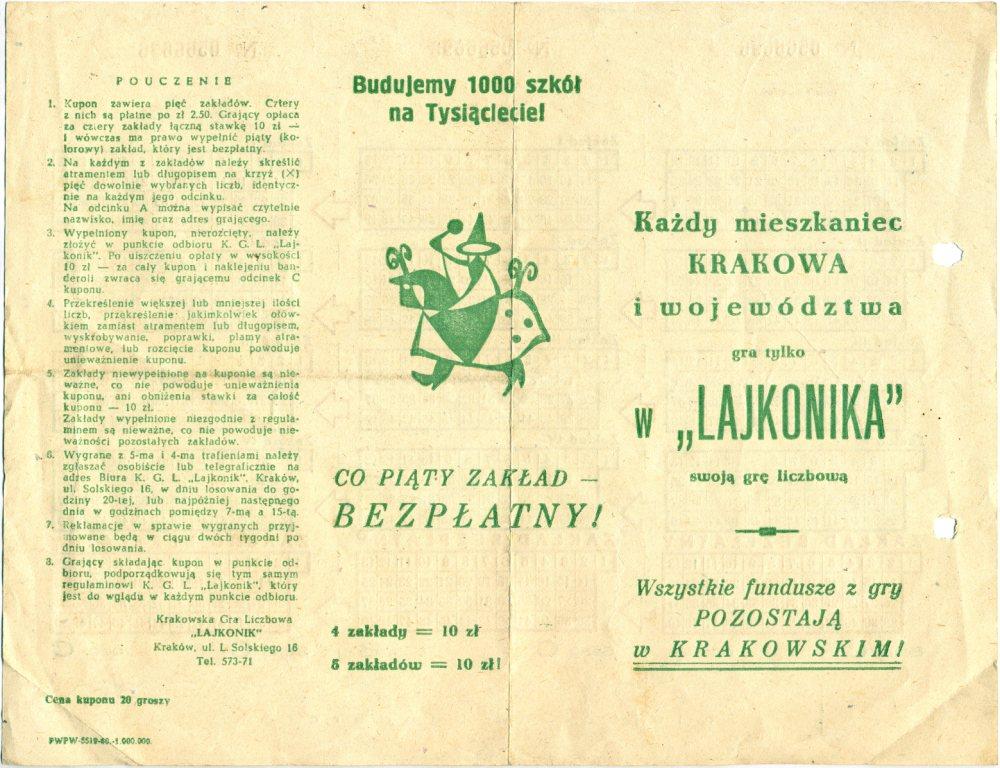 POUCZENIE
1. Kupon zawiera pięć zakładów. Cztery
z nich są płatne po zł 2.50. Grający opłaca
za cztery zakłady łączną stawkę 10 zł —
i wówczas ma prawo wypełnić piąty (ko-
lorowy) zakład, który jest bezpłatny.
2. Na każdym z zakładów należy skreślić
atramentem lub długopisem na krzyż (X)
pięć dowolnie wybranych liczb, identycz-
nie na każdym jego odcinku.
Na odcinku A można wypisać czytelnie
nazwisko, imię oraz adres grającego.
3. Wypełniony kupon, nierozcięty, należy
złożyć w punkcie odbioru K. G. L. „Laj-
konik”. Po uiszczeniu opłaty w wysokości
10 zł — za cały kupon i naklejeniu ban-
deroli zwraca się grającemu odcinek C
kuponu.
4. Przekreślenie większej lub mniejszej ilości
liczb, przekreślenie jakimkolwiek ołów-
kiem zamiast atramentem lub długopisem,
wyskrobywanie, poprawki, plamy atra-
mentowe, lub rozcięcie kuponu powoduje
unieważnienie kuponu.
5. Zakłady niewypełnione na kuponie są nie-
ważne, co nie powoduje unieważnienia
kuponu, ani obniżenia stawki za całość
kuponu — 10 zł.
Zakłady wypełnione niezgodnie z regula-
minem są nieważne, co nie powoduje nie-
ważności pozostałych zakładów.
6. Wygrane z 5-ma i 4-ma trafieniami należy
zgłaszać osobiście lub telegraficznie na
adres Biura K. G. L. „Lajkonik”, Kraków,
ul. Solskiego 16, w dniu losowania do go-
dziny 20-tej, lub najpóźniej następnego
dnia w godzinach pomiędzy 7-mą a 15-tą.
7. Reklamacje w sprawie wygranych przyj-
mowane będą w ciągu dwóch tygodni po
dniu losowania.
8. Grający składając kupon w punkcie od-
bioru, podporządkowują się tym samym
regulaminowi K. G. L. „Lajkonik”, który
jest do wglądu w każdym punkcie odbioru.
Krakowska Gra Liczbowa
„LAJKONIK”
Kraków, ul. L. Solskiego 16
Tel. 573-71
Cena kuponu 20 groszy
PWPW-5519-60.-1.000.000.
Budujemy 1000 szkół
na Tysiąclecie!
CO PIĄTY ZAKŁAD —
BEZPŁATNY!
4 zakłady = 10 zł
5 zakładów = 10 zł!
Każdy mieszkaniec
KRAKOWA
i województwa
gra tylko
w „LAJKONIKA”
swoją grę liczbową
Wszystkie fundusze z gry
POZOSTAJĄ
w KRAKOWSKIM!